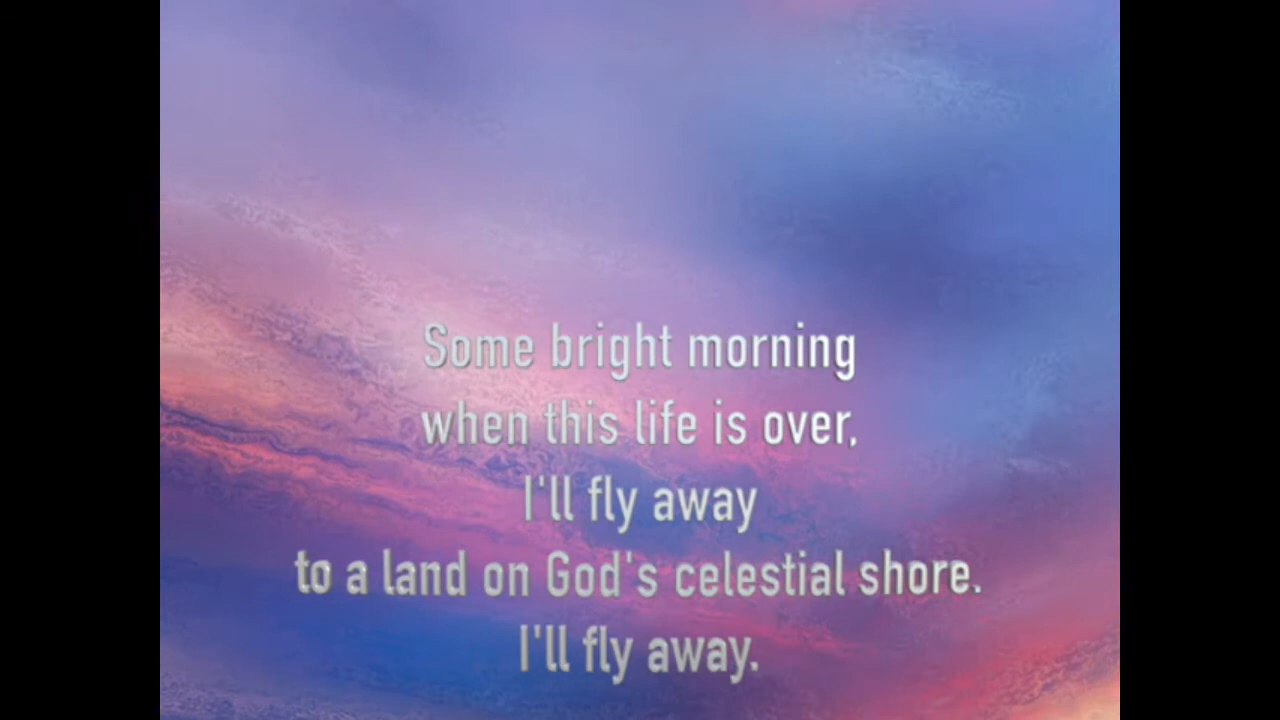 Some bright morning
when this life is over,
I'll fly away
to a land on God's celestial shore.
I'll fly away.